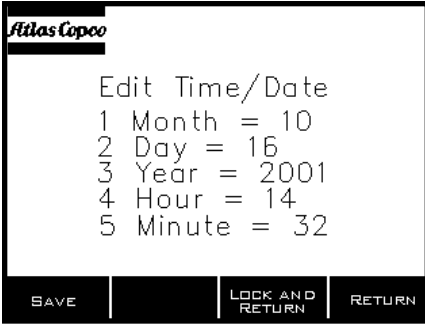 Atlas Copco
Edit Time/Date
1 Month = 10
2 Day = 16
3 Year = 2001
4 Hour = 14
5 Minute = 32
SAVE
LOCK AND
RETURN
RETURN